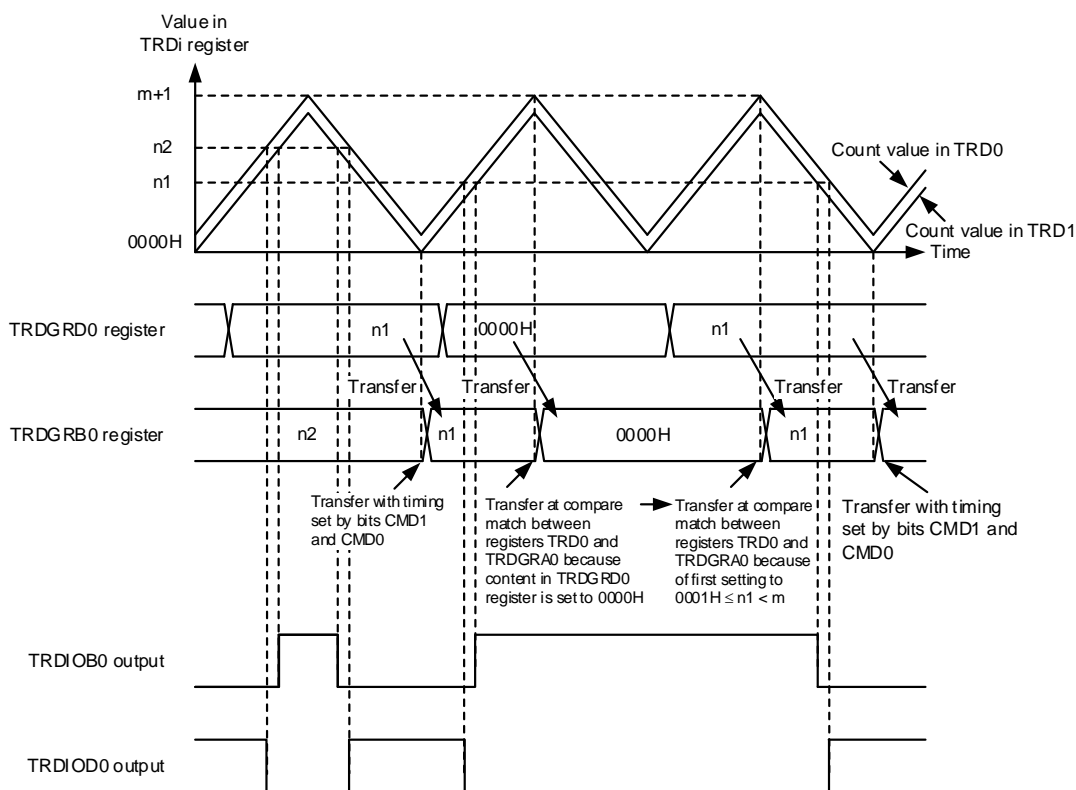 Value in
TRDi register
m+1
n2
n1
0000H
Count value in TRD0
Count value in TRD1
Time
TRDGRD0 register
n1
0000H
n1
Transfer
Transfer
Transfer
Transfer
TRDGRB0 register
n2
n1
0000H
n1
Transfer with timing
set by bits CMD1
and CMD0
Transfer at compare
match between
registers TRD0 and
TRDGRA0 because
content in TRDGRD0
register is set to 0000H
Transfer at compare
match between
registers TRD0 and
TRDGRA0 because
of first setting to
0001H ≤ n1 < m
Transfer with timing
set by bits CMD1 and
CMD0
TRDIOB0 output
TRDIOD0 output